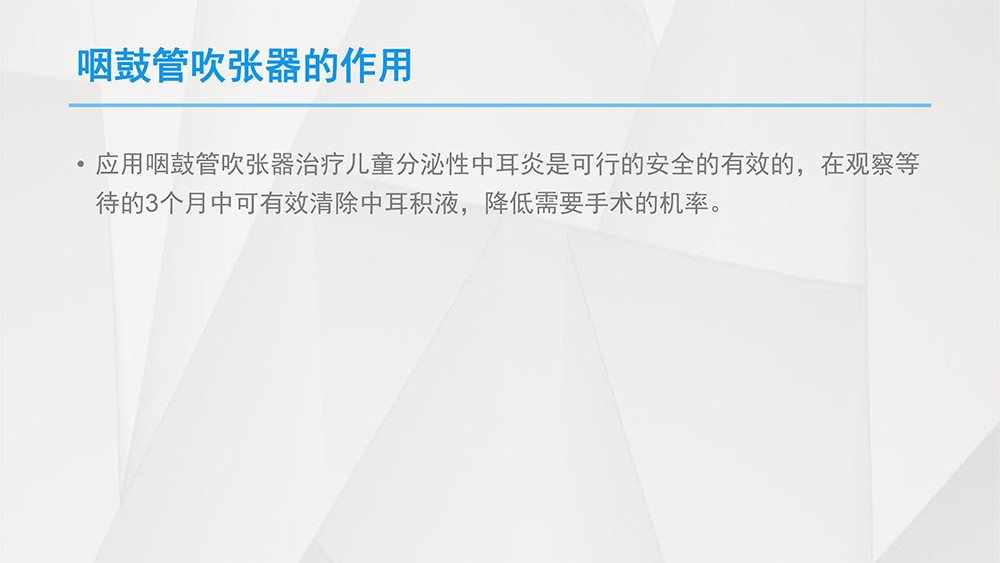 咽鼓管吹张器的作用
• 应用咽鼓管吹张器治疗儿童分泌性中耳炎是可行的安全的有效的，在观察等
待的3个月中可有效清除中耳积液，降低需要手术的机率。